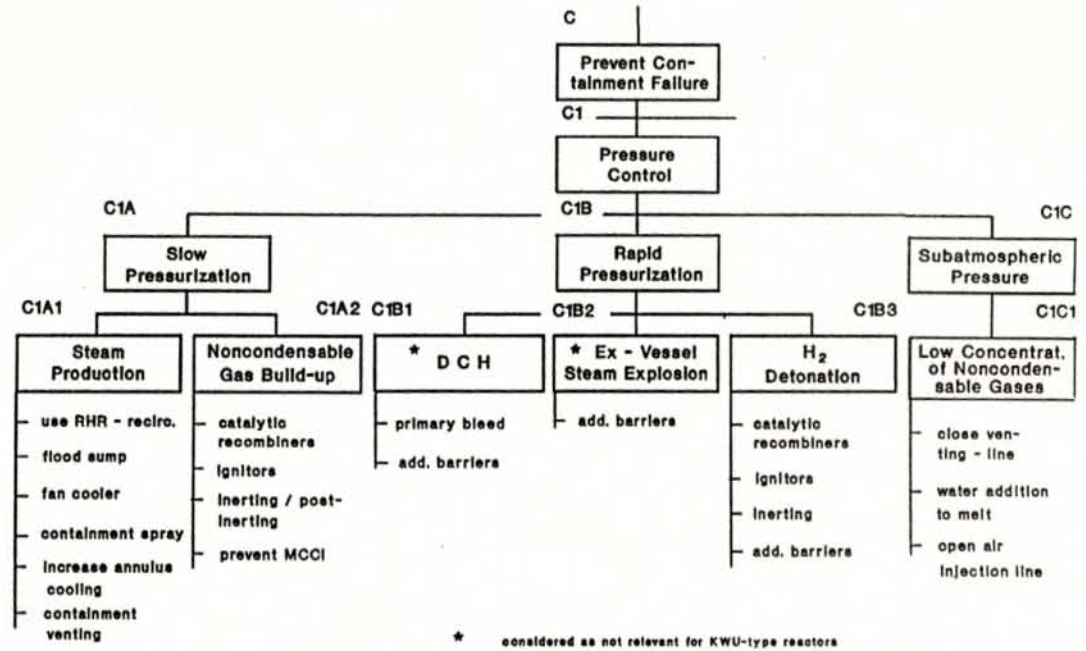 C
Prevent Con-
tainment Failure
C1
Pressure
Control
C1A
C1B
C1C
Slow
Pressurization
Rapid
Pressurization
Subatmospheric
Pressure
C1A1
C1A2
C1B1
C1B2
C1B3
C1C1
Steam
Production
Noncondensable
Gas Build-up
* D C H
* Ex - Vessel
Steam Explosion
H2
Detonation
Low Concentrat.
of Nonconden-
sable Gases
use RHR - recirc.
flood sump
fan cooler
containment spray
increase annulus
cooling
containment
venting
catalytic
recombiners
ignitors
inerting / post-
inerting
prevent MCCI
primary bleed
add. barriers
add. barriers
catalytic
recombiners
ignitors
inerting
add. barriers
close ven-
ting - line
water addition
to melt
open air
injection line
* considered as not relevant for KWU-type reactors